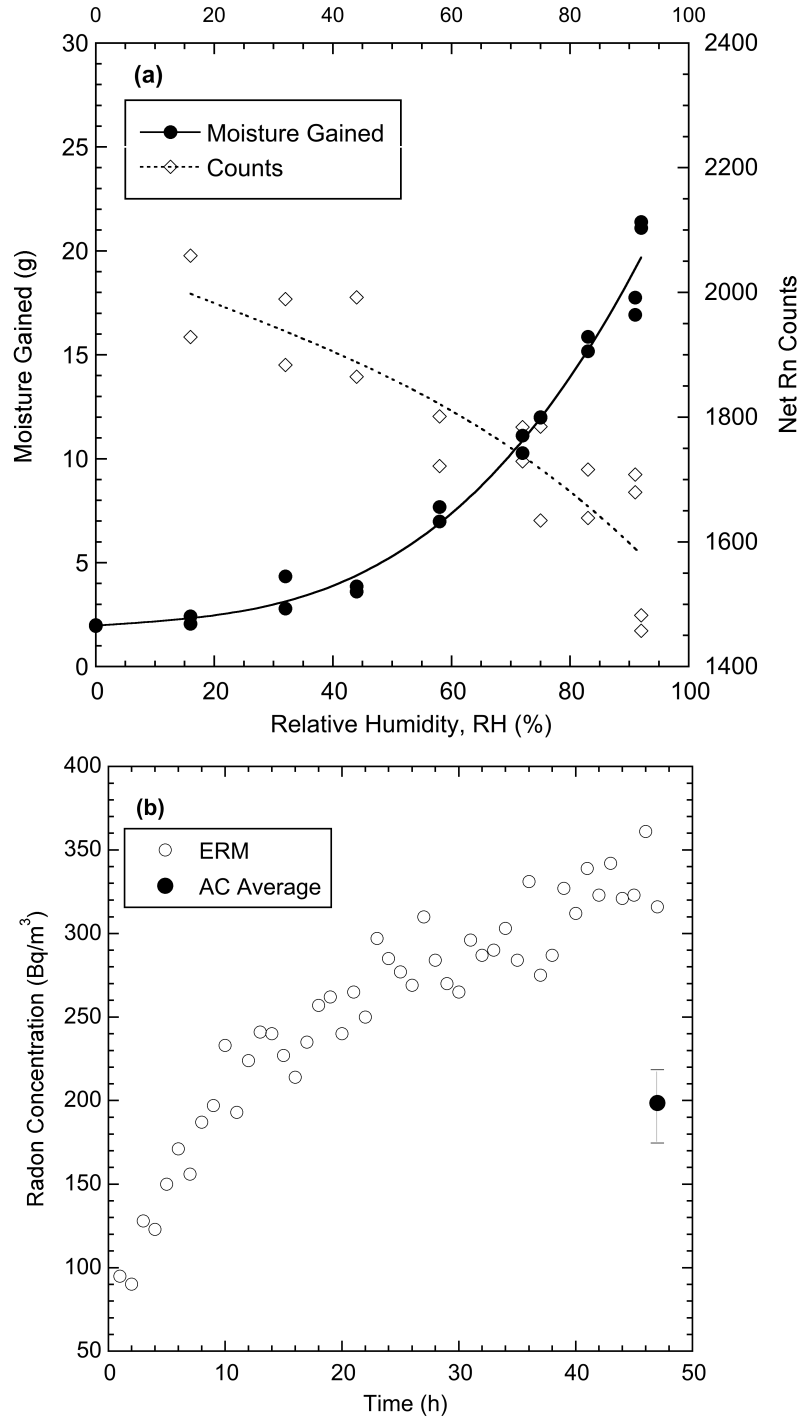 0 20 40 60 80 100
30 2400
(a)
Moisture Gained
25
Counts
2200
20
2000
15
1800
10
5
1600
0
1400
0 20 40 60 80 100
Moisture Gained (g)
Net Rn Counts
Relative Humidity, RH (%)
400
(b)
ERM
350
AC Average
300
250
200
150
100
50
0 10 20 30 40 50
Radon Concentration (Bq/m³)
Time (h)